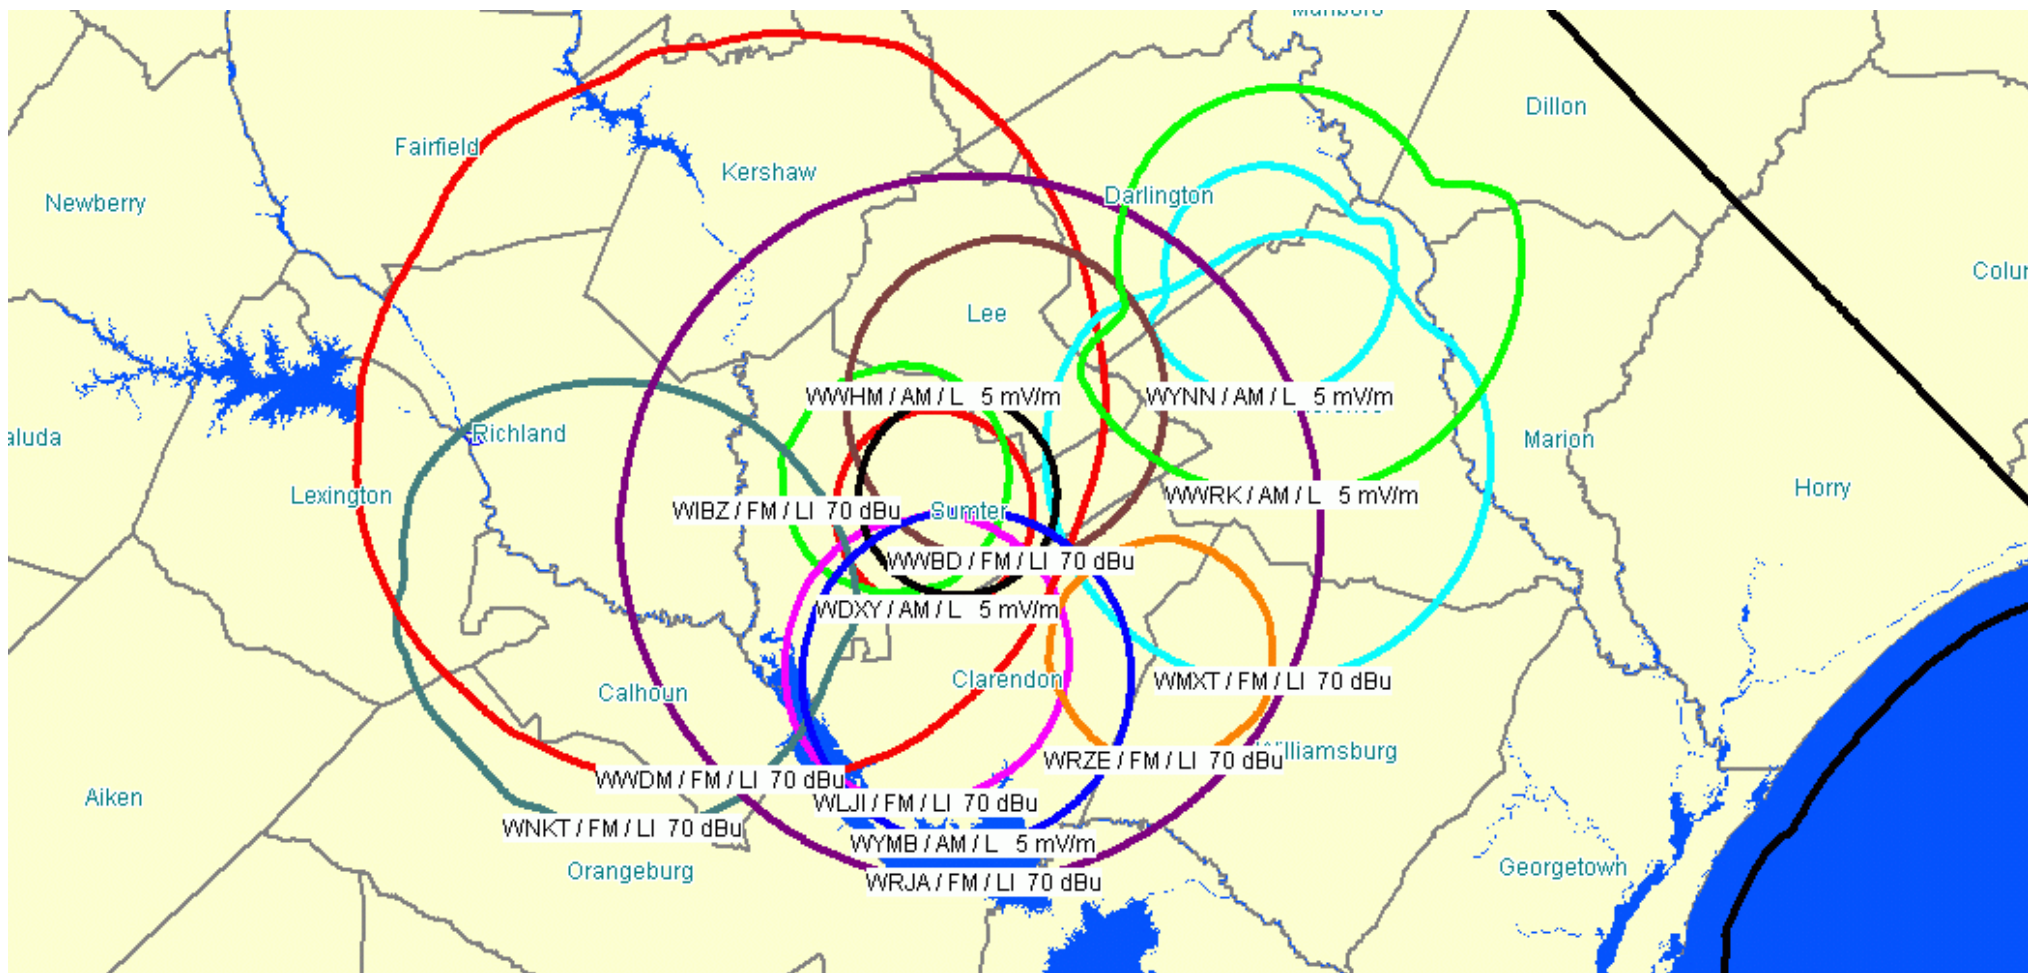 Marlboro
Dillon
Fairfield
Kershaw
Darlington
Newberry
Colur
Lee
WWHM / AM / L 5 mV/m
WYNN / AM / L 5 mV/m
aluda
Richland
Marion
Lexington
WWRK / AM / L 5 mV/m
Horry
WIBZ / FM / LI 70 dBu
Sumter
WWBD / FM / LI 70 dBu
WDXY / AM / L 5 mV/m
Calhoun
Clarendon
WMXT / FM / LI 70 dBu
WRZE / FM / LI 70 dBu
illiamsburg
WWDM / FM / LI 70 dBu
Aiken
WLJI / FM / LI 70 dBu
WNKT / FM / LI 70 dBu
WYMB / AM / L 5 mV/m
Orangeburg
WRJA / FM / LI 70 dBu
Georgetown